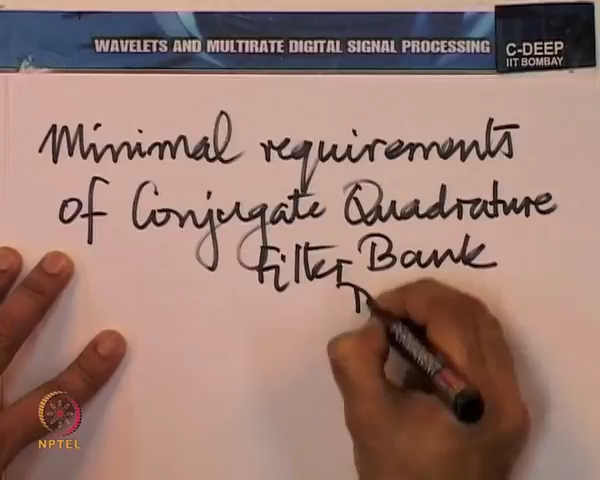 WAVELETS AND MULTIRATE DIGITAL SIGNAL PROCESSING
C-DEEP
IIT BOMBAY
Minimal requirements
of Conjugate Quadrature
Filter Bank
NPTEL